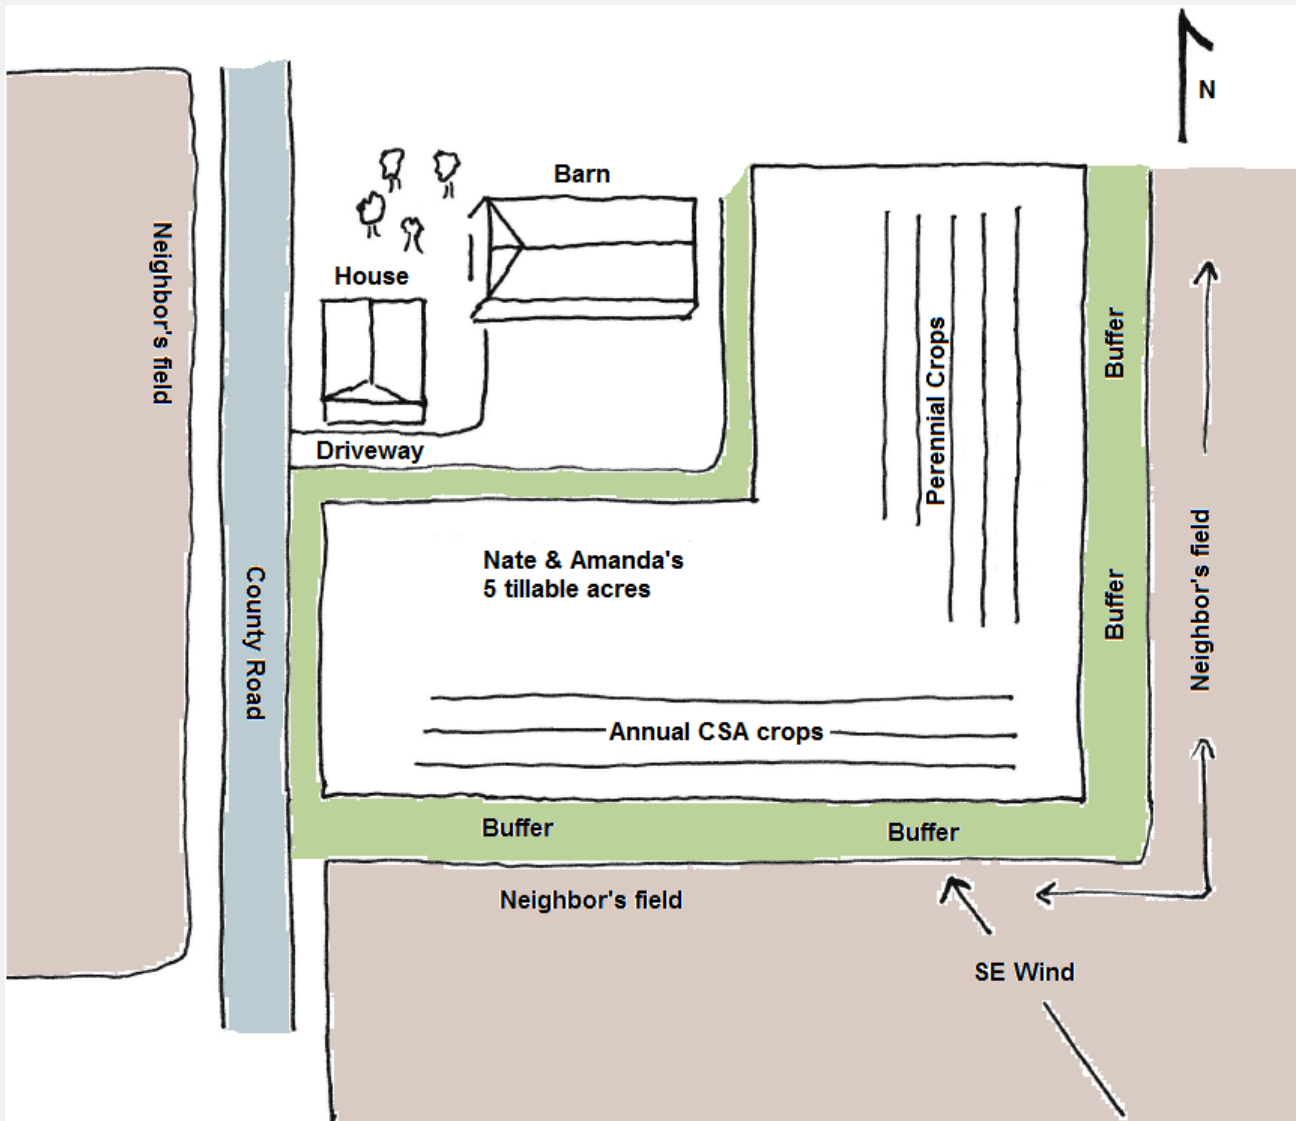 N
Barn
House
Neighbor's field
Buffer
Perennial Crops
Driveway
Nate & Amanda's
5 tillable acres
County Road
Buffer
Neighbor's field
Annual CSA crops
Buffer
Buffer
Neighbor's field
SE Wind